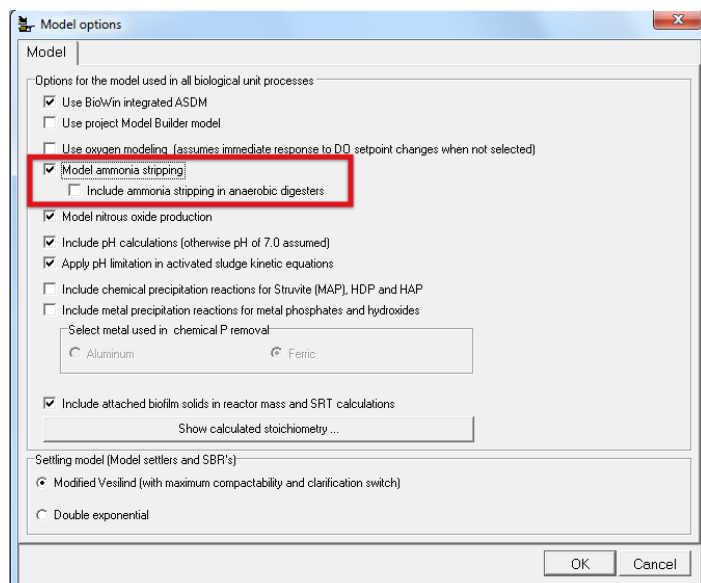 Model options
Model
Options for the model used in all biological unit processes
Use BioWin integrated ASDM
Use project Model Builder model
Use oxygen modeling (assumes immediate response to DO setpoint changes when not selected)
Model ammonia stripping
Include ammonia stripping in anaerobic digesters
Model nitrous oxide production
Include pH calculations (otherwise pH of 7.0 assumed)
Apply pH limitation in activated sludge kinetic equations
Include chemical precipitation reactions for Struvite (MAP), HDP and HAP
Include metal precipitation reactions for metal phosphates and hydroxides
Select metal used in chemical P removal
Aluminum Ferric
Include attached biofilm solids in reactor mass and SRT calculations
Show calculated stoichiometry ...
Settling model (Model settlers and SBR's)
Modified Vesilind (with maximum compactability and clarification switch)
Double exponential
OK Cancel